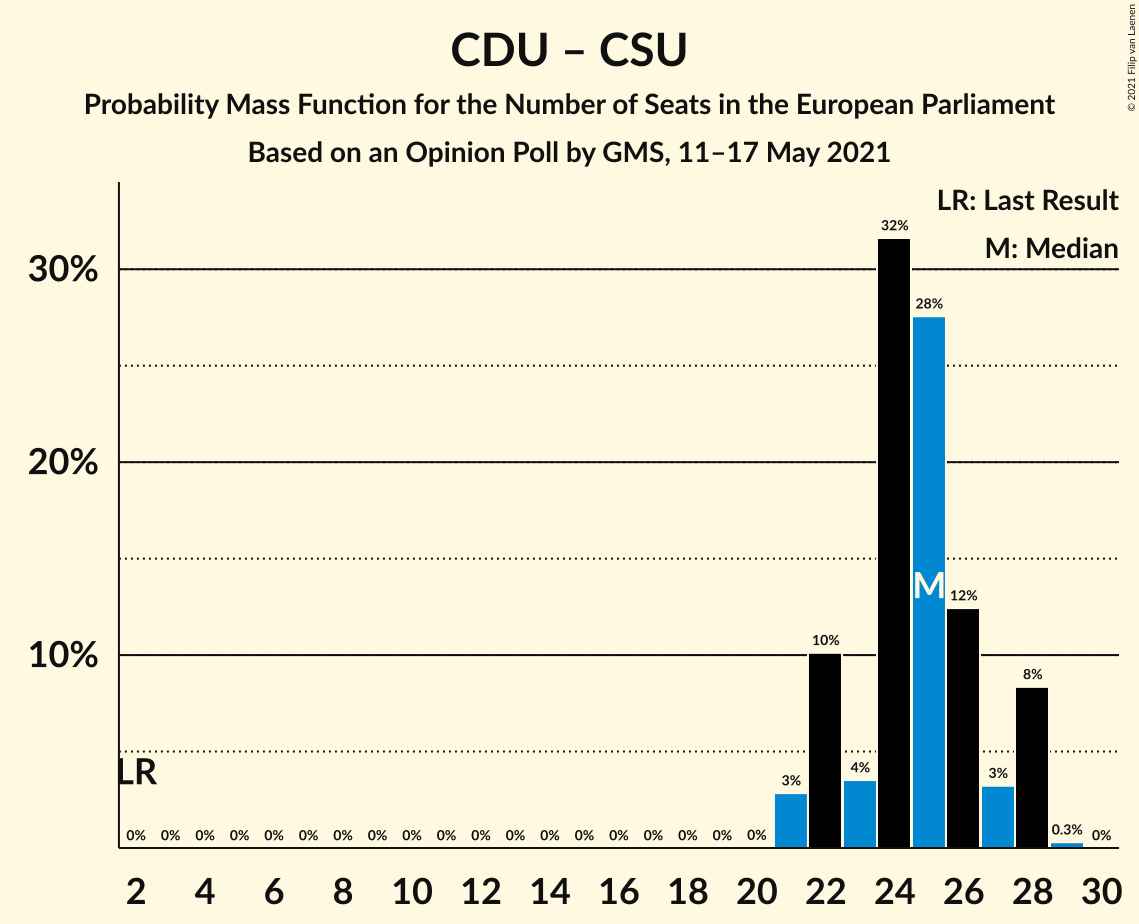 CDU – CSU
Probability Mass Function for the Number of Seats in the European Parliament
Based on an Opinion Poll by GMS, 11–17 May 2021
© 2021 Filip van Laenen
LR: Last Result
M: Median
30%
20%
10%
LR
M
0% 0% 0% 0% 0% 0% 0% 0% 0% 0% 0% 0% 0% 0% 0% 0% 0% 0% 0% 3% 10% 4% 32% 28% 12% 3% 8% 0.3% 0%
2 4 6 8 10 12 14 16 18 20 22 24 26 28 30